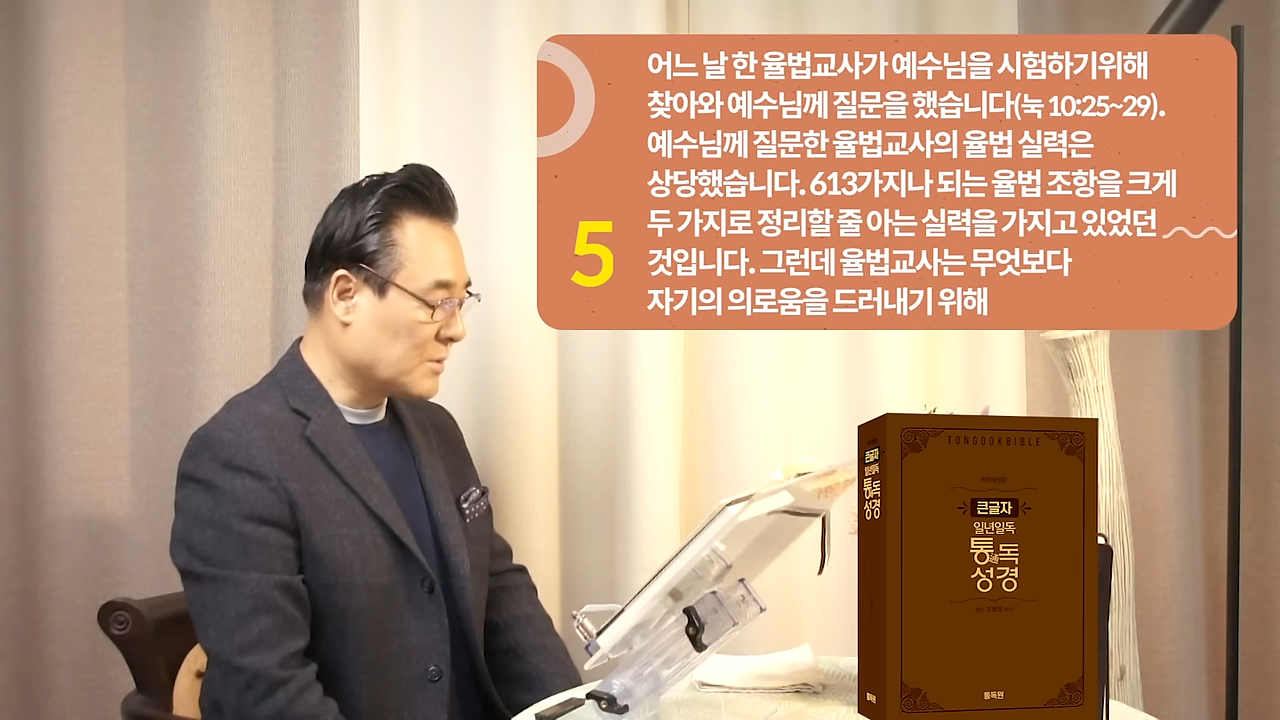 어느 날 한 율법교사가 예수님을 시험하기위해
찾아와 예수님께 질문을 했습니다(눅 10:25~29).
예수님께 질문한 율법교사의 율법 실력은
상당했습니다. 613가지나 되는 율법 조항을 크게
두 가지로 정리할 줄 아는 실력을 가지고 있었던
것입니다. 그런데 율법교사는 무엇보다
자기의 의로움을 드러내기 위해
5
TONGDOKBIBLE
큰글자
일년일독
통독
성경
통독원
큰글자
일년일독
통독
성경
통독원